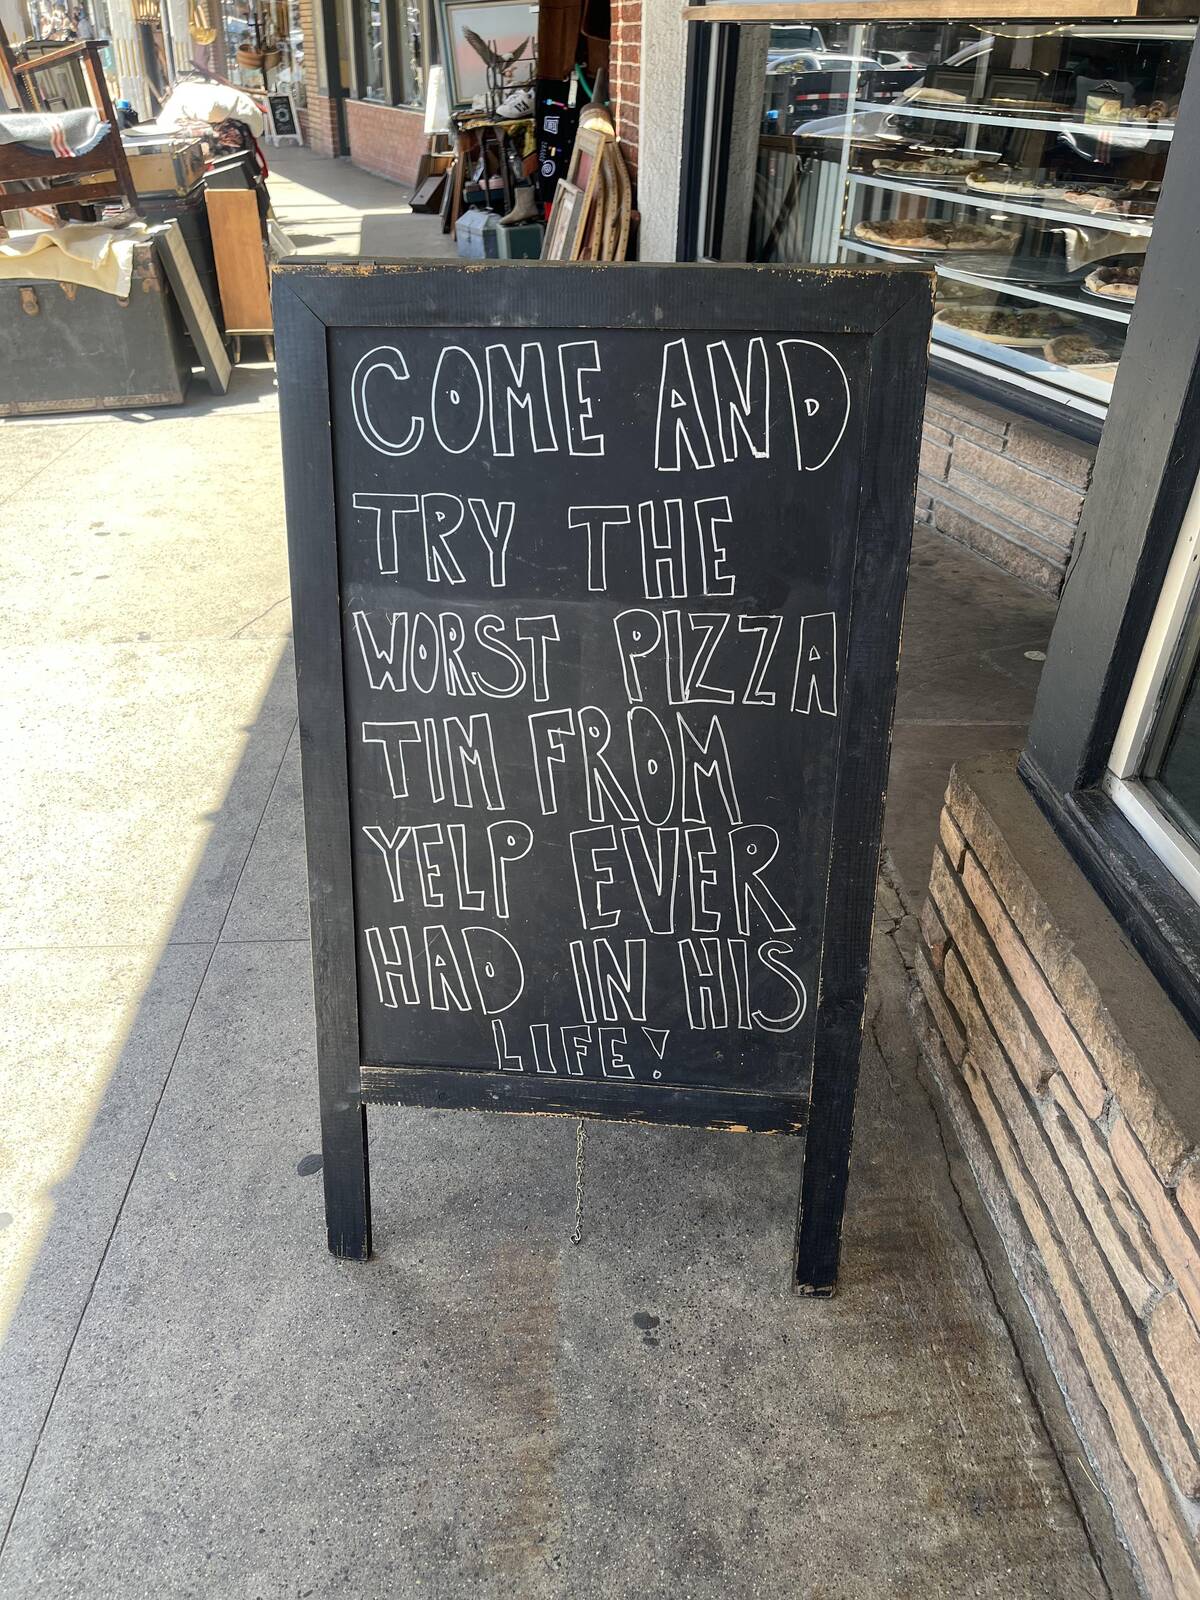 COME AND
TRY THE
WORST PIZZA
TIM FROM
YELP EVER
HAD IN HIS
LIFE!